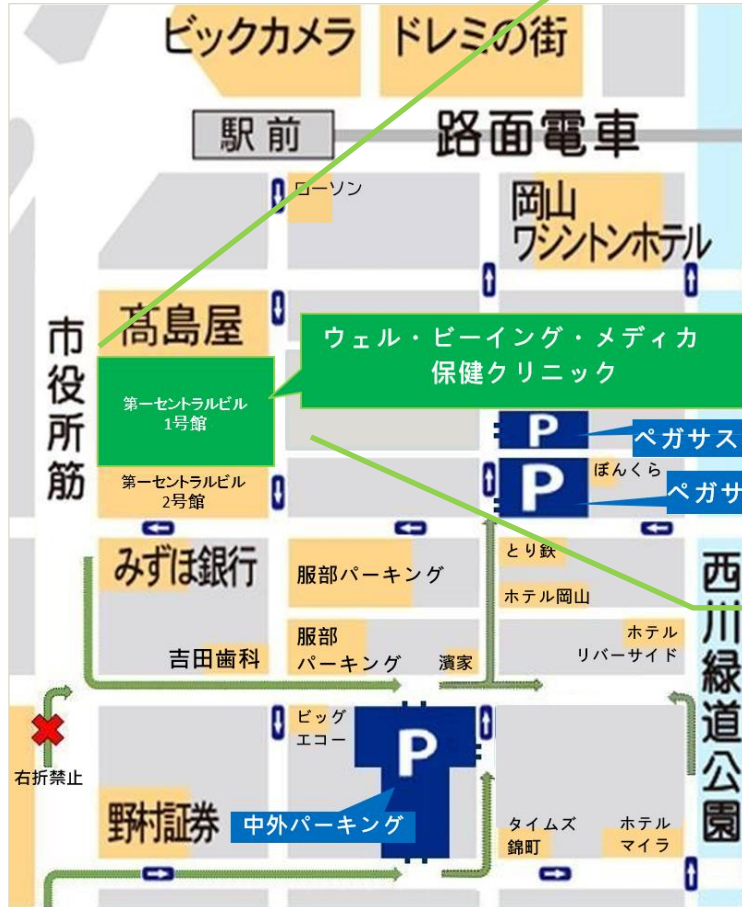 ビックカメラ
ドレミの街
駅前
路面電車
ローソン
岡山
ワシントンホテル
市役所筋
髙島屋
ウェル・ビーイング・メディカ
保健クリニック
第一セントラルビル
1号館
P
ペガサス
第一セントラルビル
2号館
P
ぼんくら
ペガサ
みずほ銀行
服部パーキング
とり鉄
ホテル岡山
西川緑道公園
吉田歯科
服部
パーキング
濱家
ホテル
リバーサイド
右折禁止
ビッグ
エコー
P
野村証券
中外パーキング
タイムズ
錦町
ホテル
マイラ